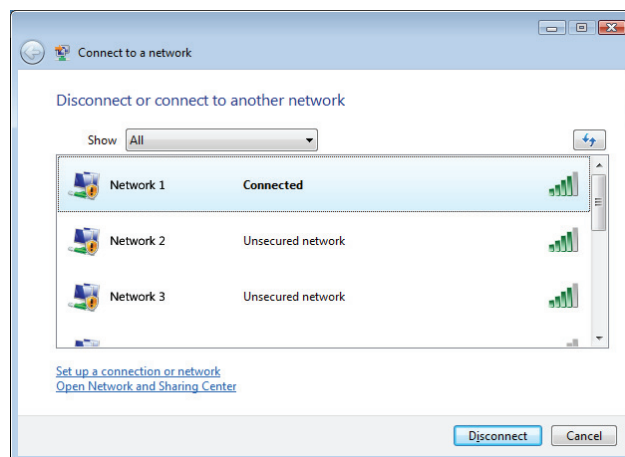 Connect to a network
Disconnect or connect to another network
Show All
Network 1 Connected
Network 2 Unsecured network
Network 3 Unsecured network
Set up a connection or network
Open Network and Sharing Center
Disconnect Cancel